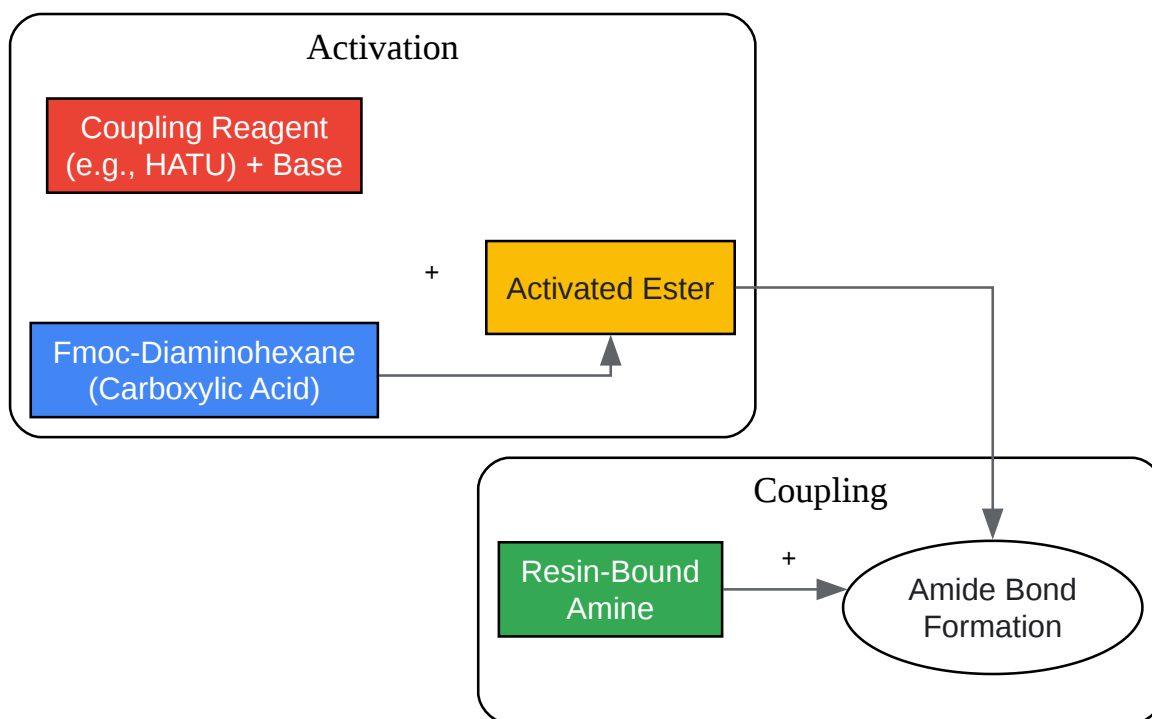 Activation
Coupling Reagent
(e.g., HATU) + Base
+
Activated Ester
Fmoc-Diaminohexane
(Carboxylic Acid)
Coupling
Resin-Bound
Amine
+
Amide Bond
Formation